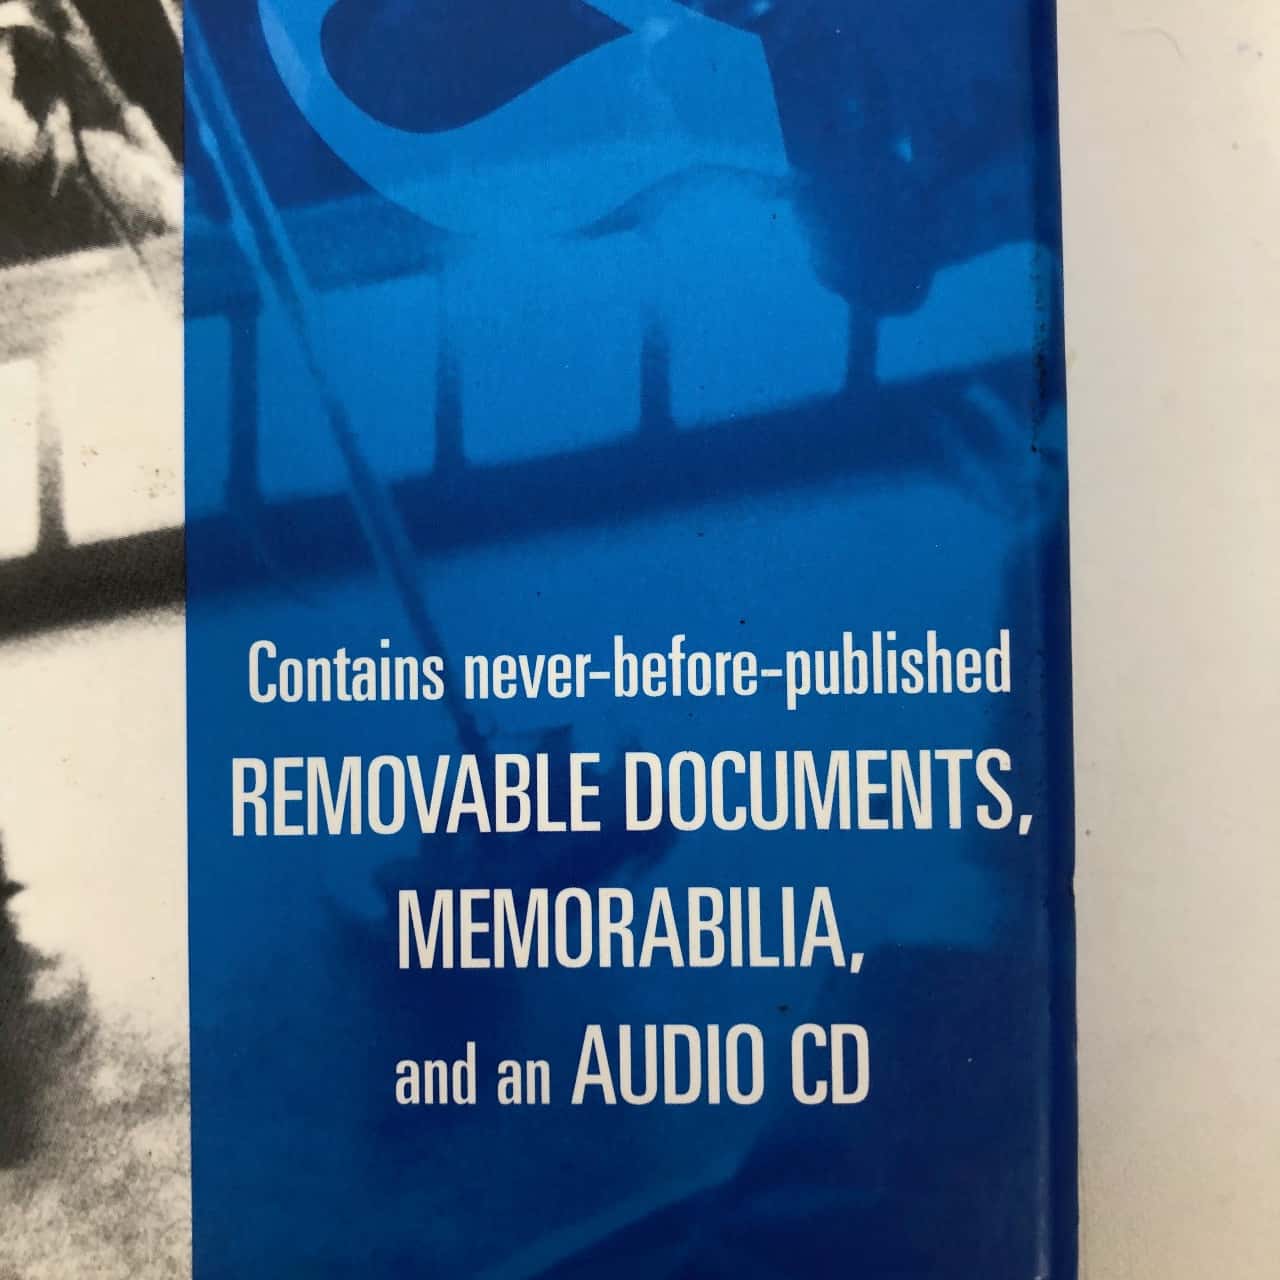 Contains never-before-published
REMOVABLE DOCUMENTS,
MEMORABILIA,
and an AUDIO CD